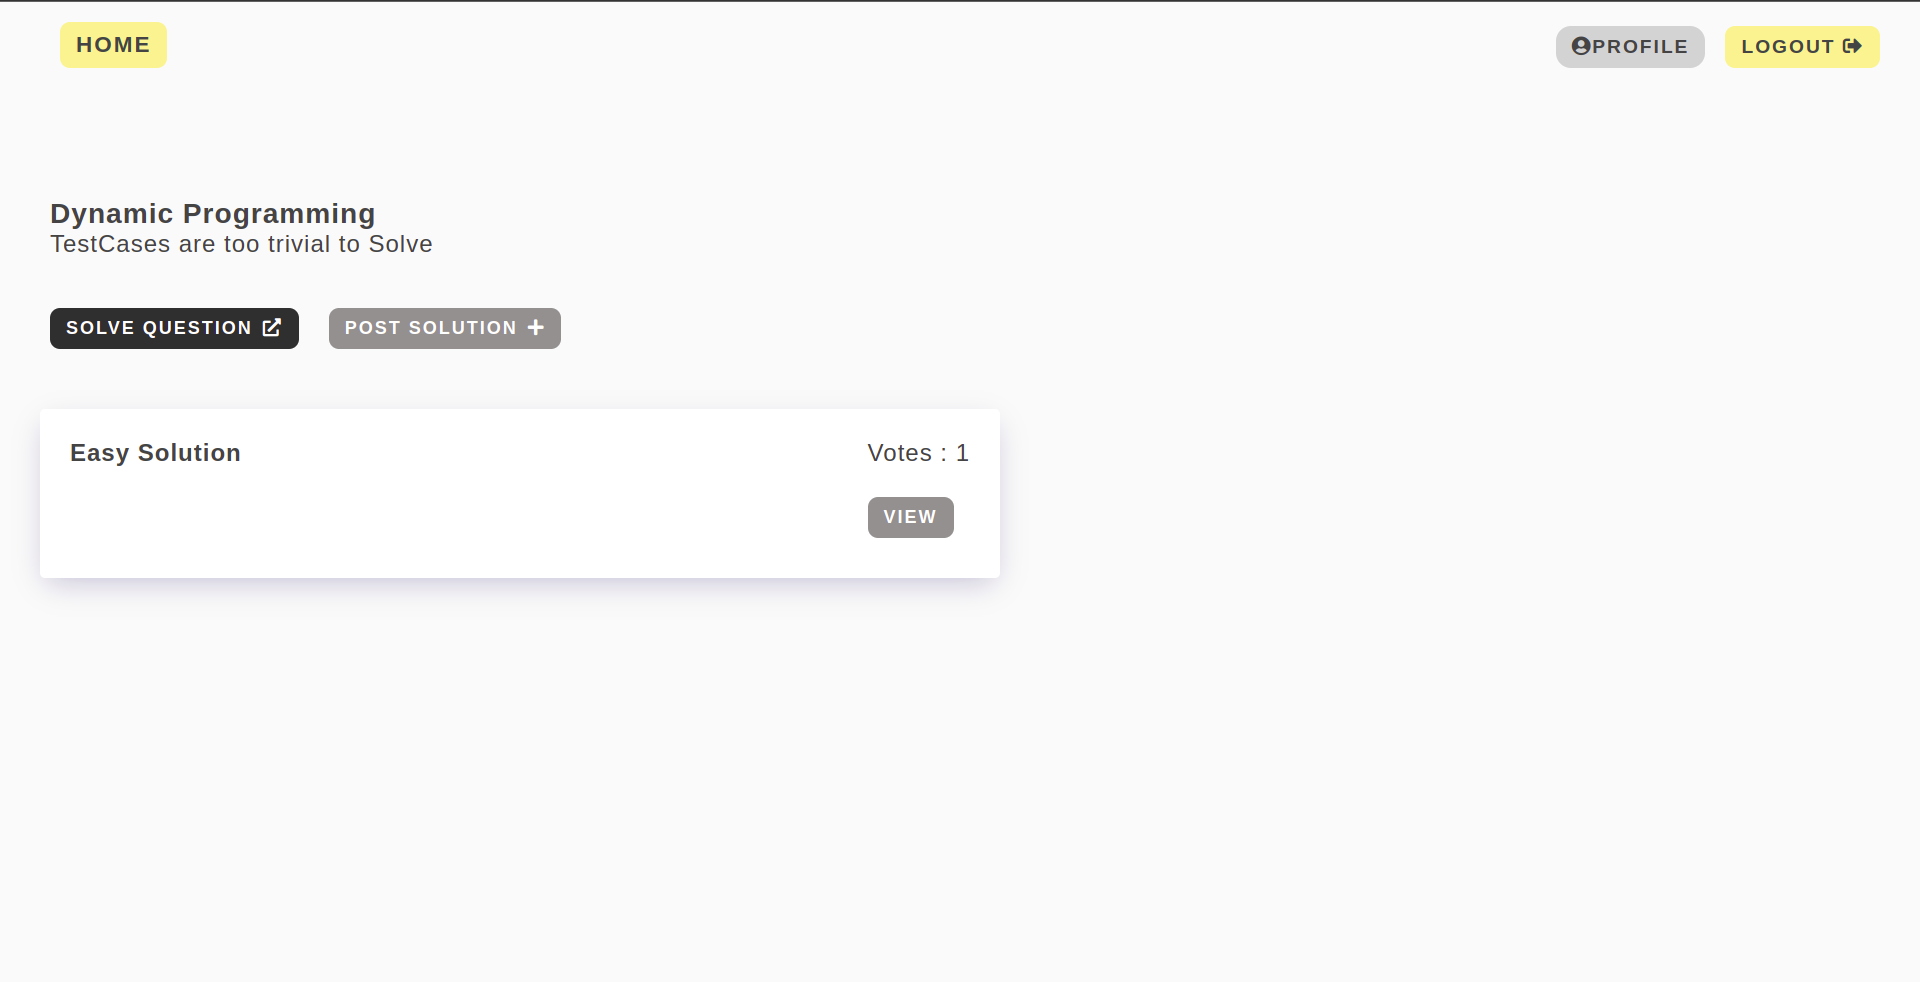 HOME
PROFILE
LOGOUT
Dynamic Programming
TestCases are too trivial to Solve
SOLVE QUESTION
POST SOLUTION
Easy Solution
Votes : 1
VIEW